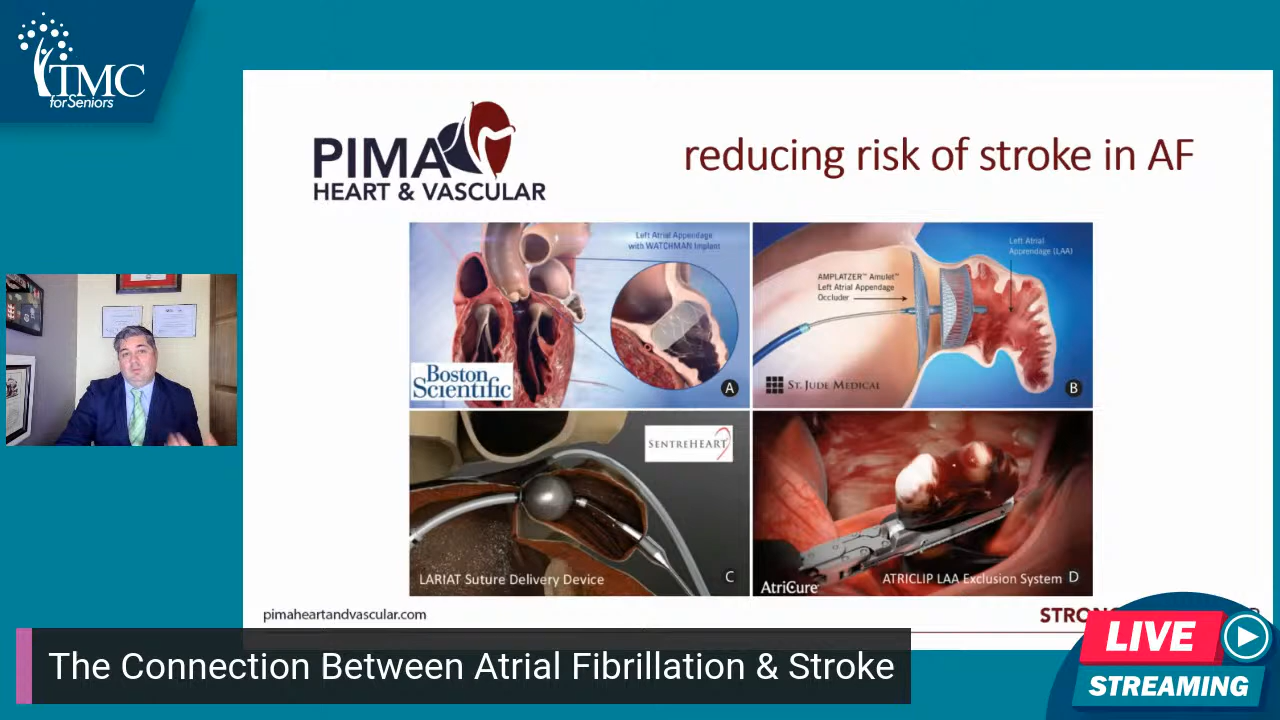 TMC
for Seniors
PIMA
HEART & VASCULAR
reducing risk of stroke in AF
Left Atrial Appendage
with WATCHMAN Implant
Boston
Scientific
A
Left Atrial
Apprendage (LAA)
AMPLATZER™ Amulet™
Left Atrial Appendage
Occluder
ST. JUDE MEDICAL
B
SENTREHEART
LARIAT Suture Delivery Device
C
AtriCure
ATRICLIP LAA Exclusion System
D
pimaheartandvascular.com
The Connection Between Atrial Fibrillation & Stroke
LIVE
STREAMING